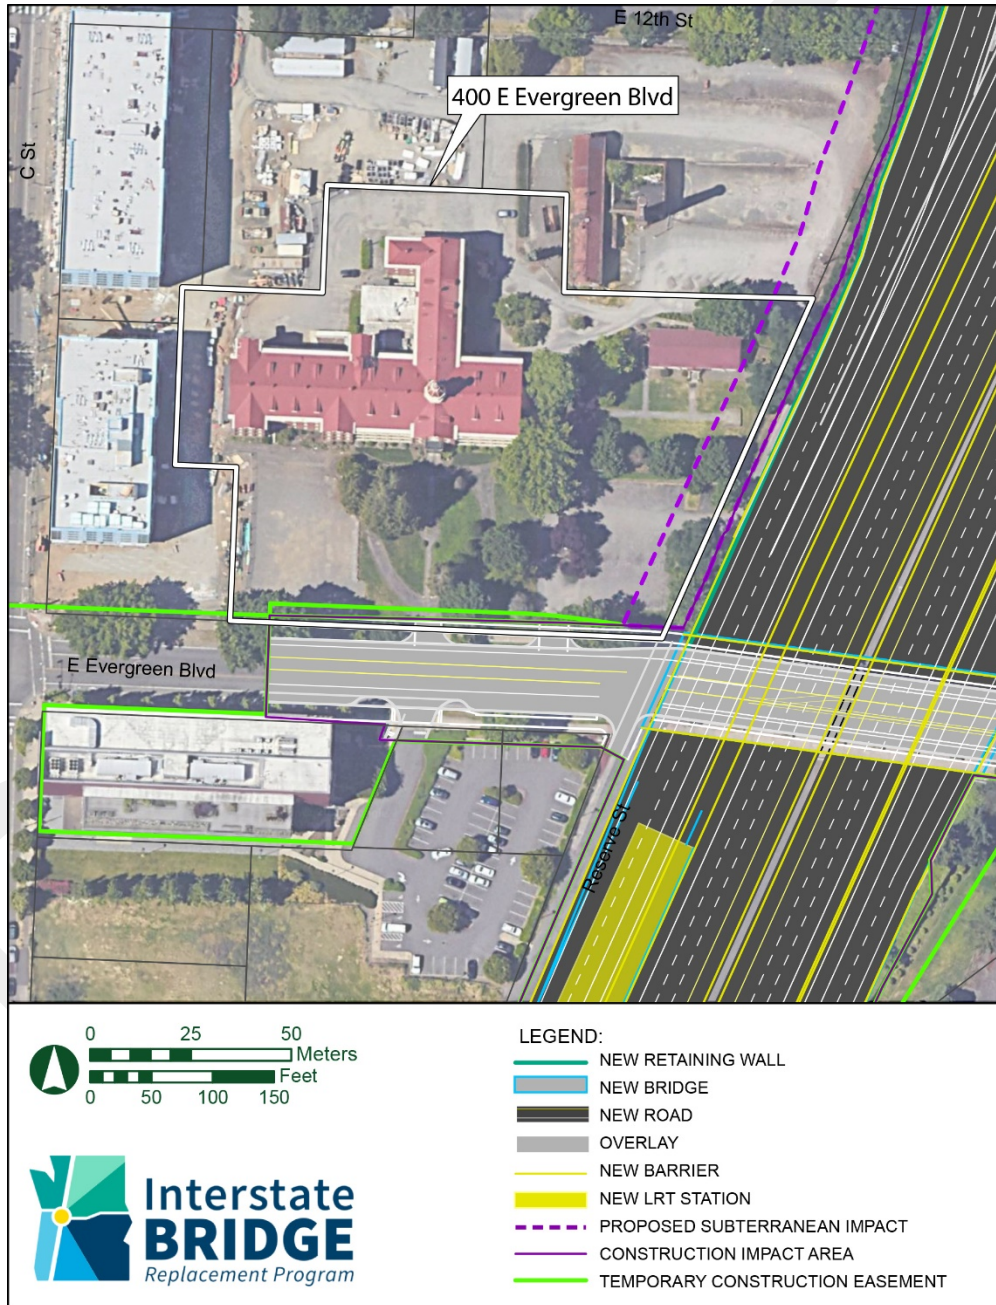 E 12th St
400 E Evergreen Blvd
C St
E Evergreen Blvd
Reserve St
0 25 50
Meters
Feet
0 50 100 150
Interstate
BRIDGE
Replacement Program
LEGEND:
NEW RETAINING WALL
NEW BRIDGE
NEW ROAD
OVERLAY
NEW BARRIER
NEW LRT STATION
PROPOSED SUBTERRANEAN IMPACT
CONSTRUCTION IMPACT AREA
TEMPORARY CONSTRUCTION EASEMENT